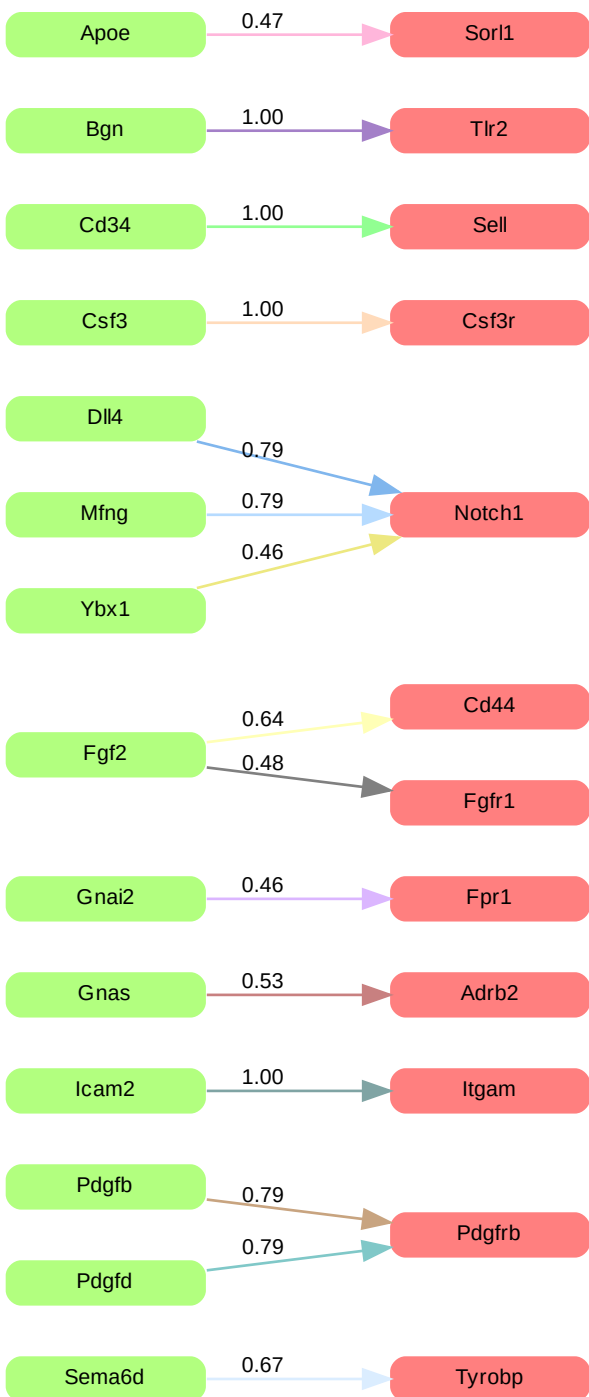 Apoe 0.47 Sorl1
Bgn 1.00 Tlr2
Cd34 1.00 Sell
Csf3 1.00 Csf3r
Dll4 0.79
Mfng 0.79 Notch1
Ybx1 0.46
Fgf2 0.64 Cd44
0.48 Fgfr1
Gnai2 0.46 Fpr1
Gnas 0.53 Adrb2
Icam2 1.00 Itgam
Pdgfb 0.79 Pdgfrb
Pdgfd 0.79
Sema6d 0.67 Tyrobp